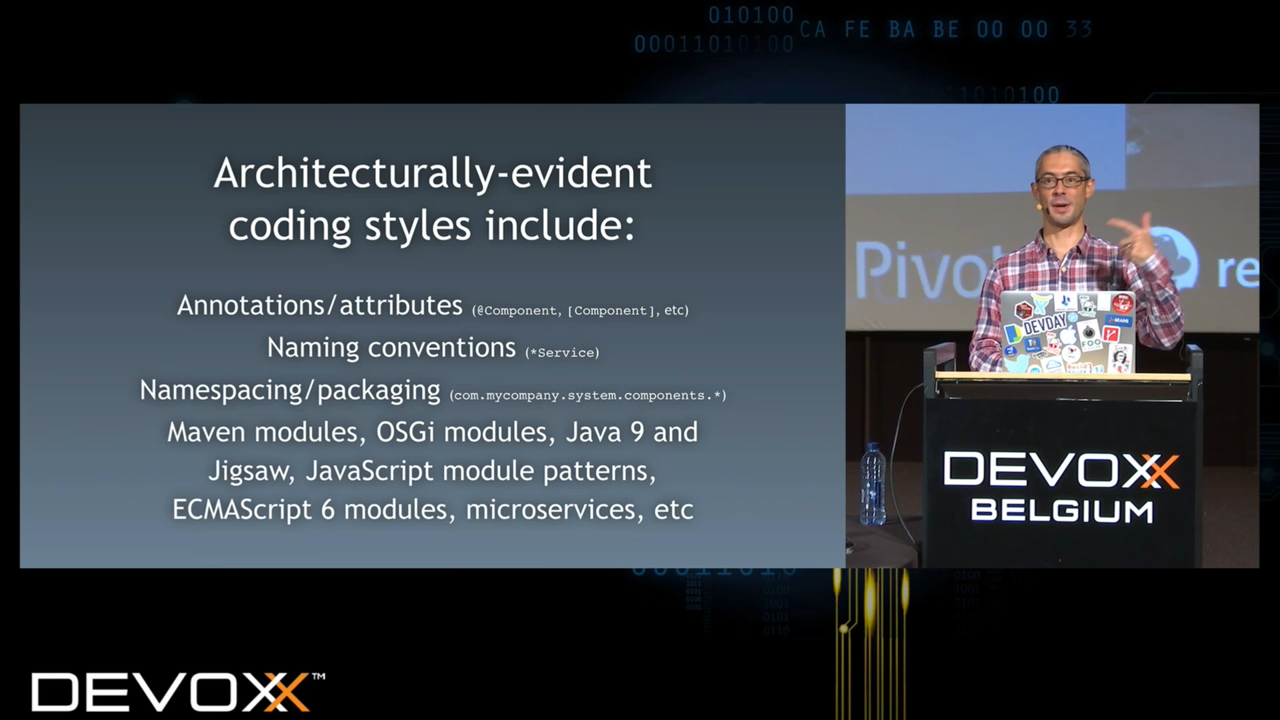 010100
00011010100
CA FE BA BE 00 00 33
1010100
Architecturally-evident
coding styles include:
Annotations/attributes (@Component, [Component], etc)
Naming conventions (*Service)
Namespacing/packaging (com.mycompany.system.components.*)
Maven modules, OSGi modules, Java 9 and
Jigsaw, JavaScript module patterns,
ECMAScript 6 modules, microservices, etc
DEVDAY
FOO
DEVOXX
BELGIUM
DEVOXX™